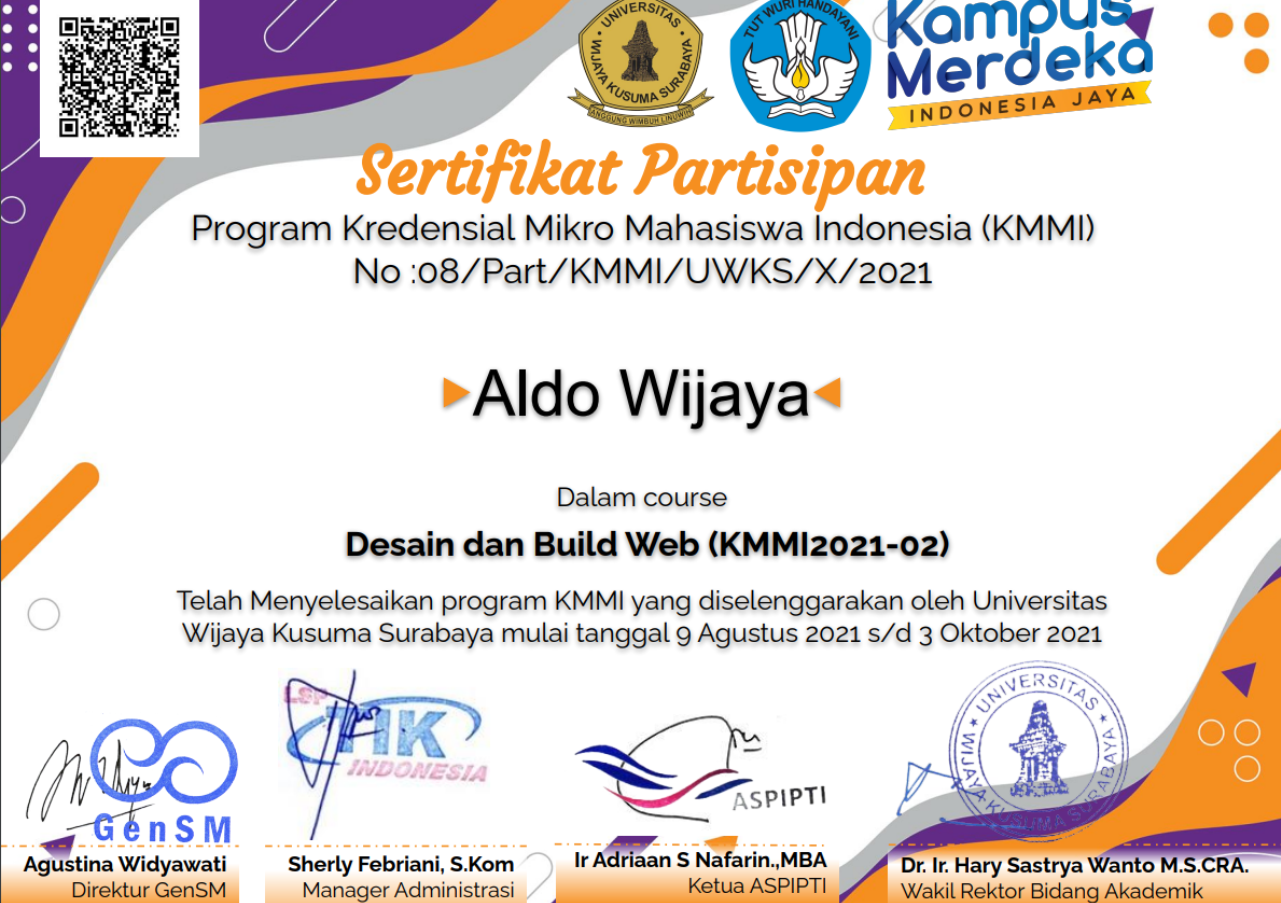 UNIVERSITAS
WIJAYA KUSUMA SURABAYA
ANGGUNG WIMBUH LINUWIH
TUT WURI HANDAYANI
Kampus
Merdeka
INDONESIA JAYA
Sertifikat Partisipan
Program Kredensial Mikro Mahasiswa Indonesia (KMMI)
No :08/Part/KMMI/UWKS/X/2021
Aldo Wijaya
Dalam course
Desain dan Build Web (KMMI2021-02)
Telah Menyelesaikan program KMMI yang diselenggarakan oleh Universitas
Wijaya Kusuma Surabaya mulai tanggal 9 Agustus 2021 s/d 3 Oktober 2021
GenSM
LSP
TIK
INDONESIA
ASPIPTI
UNIVERSITAS
WIJAYA KUSUMA SURABAYA
Agustina Widyawati
Direktur GenSM
Sherly Febriani, S.Kom
Manager Administrasi
Ir Adriaan S Nafarin.,MBA
Ketua ASPIPTI
Dr. Ir. Hary Sastrya Wanto M.S.CRA.
Wakil Rektor Bidang Akademik